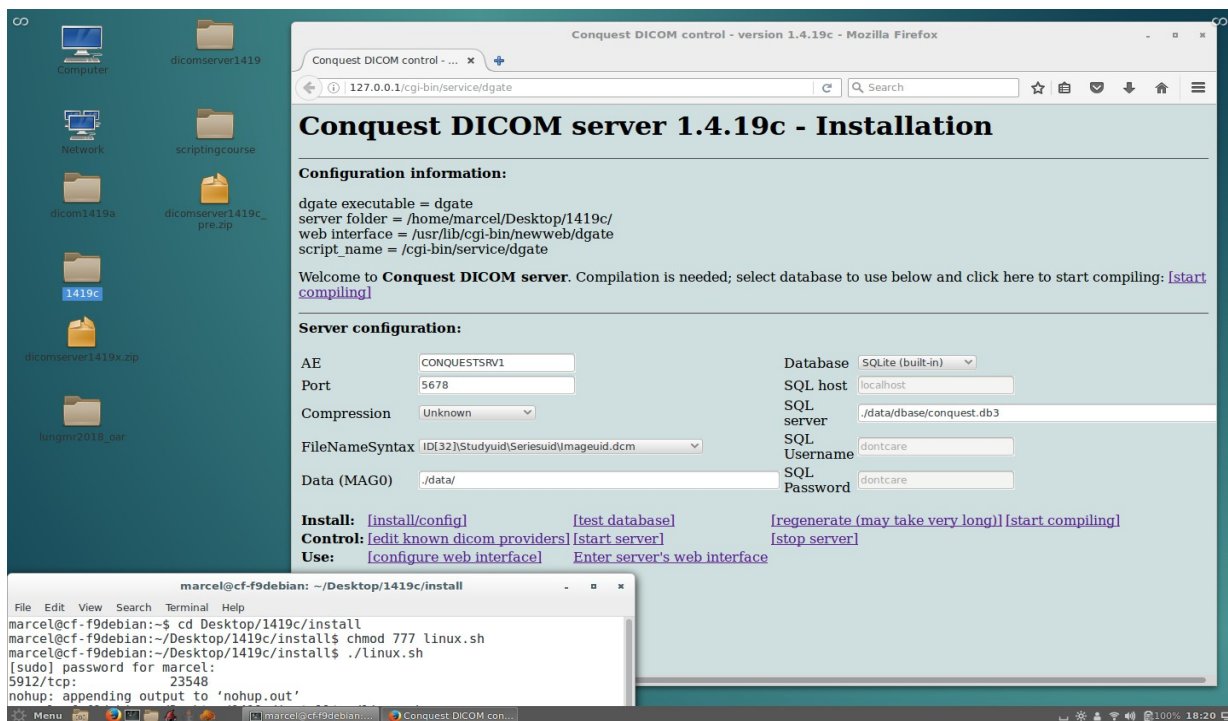 Computer
dicomserver1419
Network
scriptingcourse
dicom1419a
dicomserver1419c_
pre.zip
1419c
dicomserver1419x.zip
lungmr2018_oar
Conquest DICOM control - version 1.4.19c - Mozilla Firefox
Conquest DICOM control - ...
127.0.0.1/cgi-bin/service/dgate
Search
Conquest DICOM server 1.4.19c - Installation
Configuration information:
dgate executable = dgate
server folder = /home/marcel/Desktop/1419c/
web interface = /usr/lib/cgi-bin/newweb/dgate
script_name = /cgi-bin/service/dgate
Welcome to Conquest DICOM server. Compilation is needed; select database to use below and click here to start compiling: [start
compiling]
Server configuration:
AE CONQUESTSRV1 Database SQLite (built-in)
Port 5678 SQL host localhost
Compression Unknown SQL server ./data/dbase/conquest.db3
FileNameSyntax ID[32]\Studyuid\Seriesuid\Imageuid.dcm SQL Username dontcare
Data (MAG0) ./data/ SQL Password dontcare
Install: [install/config] [test database] [regenerate (may take very long)] [start compiling]
Control: [edit known dicom providers] [start server] [stop server]
Use: [configure web interface] Enter server's web interface
marcel@cf-f9debian: ~/Desktop/1419c/install
File Edit View Search Terminal Help
marcel@cf-f9debian:~$ cd Desktop/1419c/install
marcel@cf-f9debian:~/Desktop/1419c/install$ chmod 777 linux.sh
marcel@cf-f9debian:~/Desktop/1419c/install$ ./linux.sh
[sudo] password for marcel:
5912/tcp: 23548
nohup: appending output to ‘nohup.out’
Menu marcel@cf-f9debian:... Conquest DICOM con... 100% 18:20